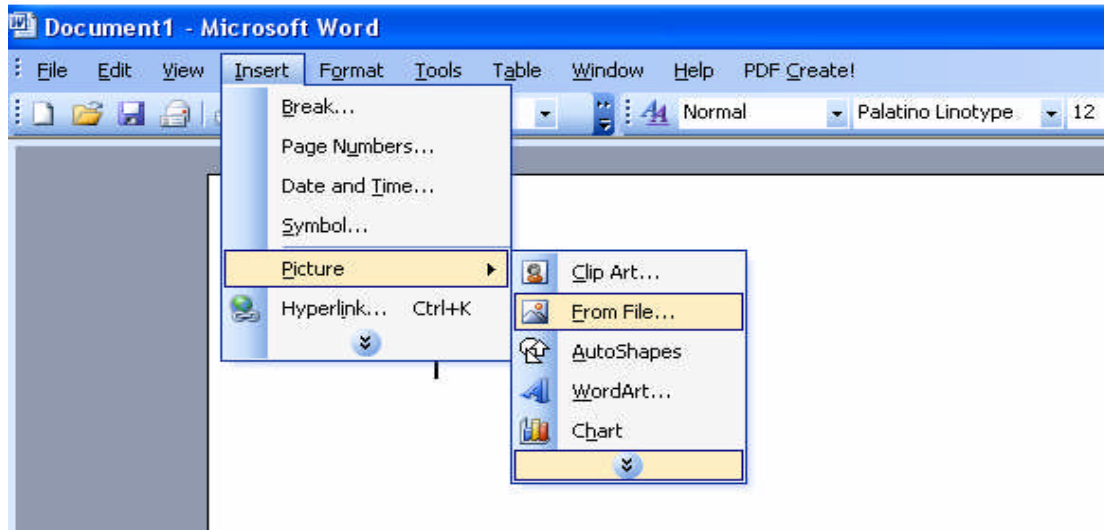 Document1 - Microsoft Word
File Edit View Insert Format Tools Table Window Help PDF Create!
Normal Palatino Linotype 12
Break...
Page Numbers...
Date and Time...
Symbol...
Picture
Clip Art...
Hyperlink... Ctrl+K
From File...
AutoShapes
WordArt...
Chart